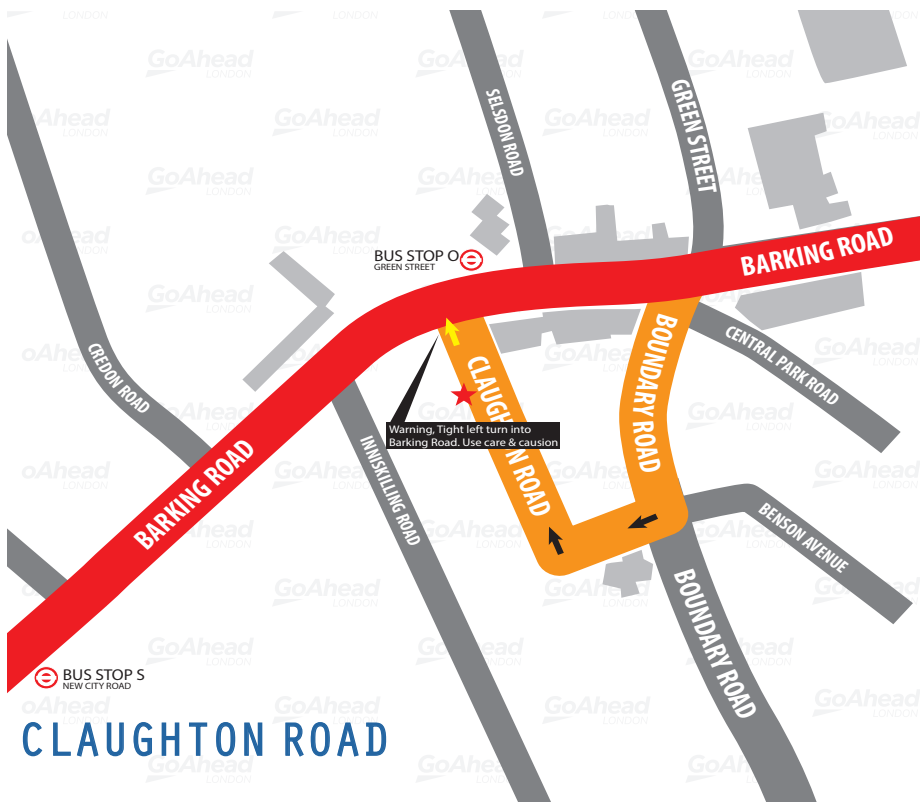 GoAhead
LONDON
SELSDON ROAD
GREEN STREET
BARKING ROAD
BUS STOP O
GREEN STREET
CREDON ROAD
CLAUGHTON ROAD
BOUNDARY ROAD
CENTRAL PARK ROAD
Warning, Tight left turn into
Barking Road. Use care & causion
INNISKILLING ROAD
BARKING ROAD
BENSON AVENUE
BOUNDARY ROAD
BUS STOP S
NEW CITY ROAD
CLAUGHTON ROAD